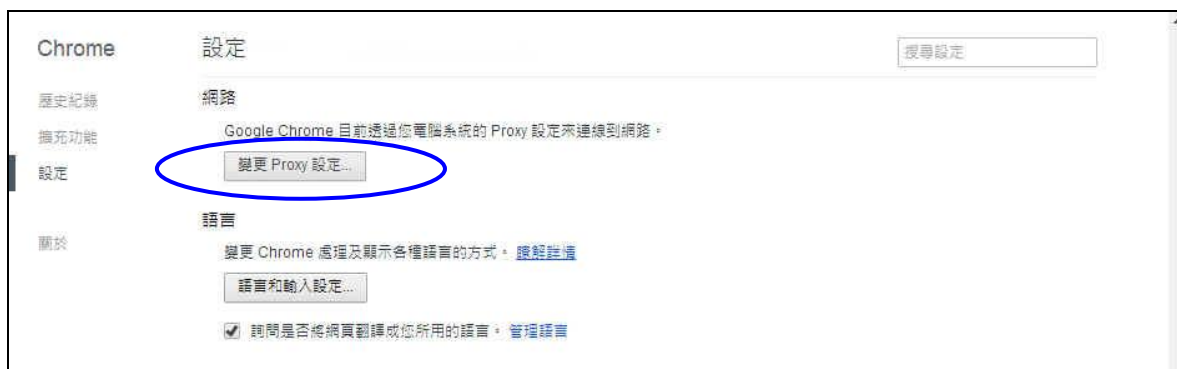 Chrome
設定
搜尋設定
歷史紀錄
擴充功能
設定
關於
網路
Google Chrome 目前透過您電腦系統的 Proxy 設定來連線到網路。
變更 Proxy 設定...
語言
變更 Chrome 處理及顯示各種語言的方式。 瞭解詳情
語言和輸入設定...
詢問是否將網頁翻譯成您所用的語言。 管理語言